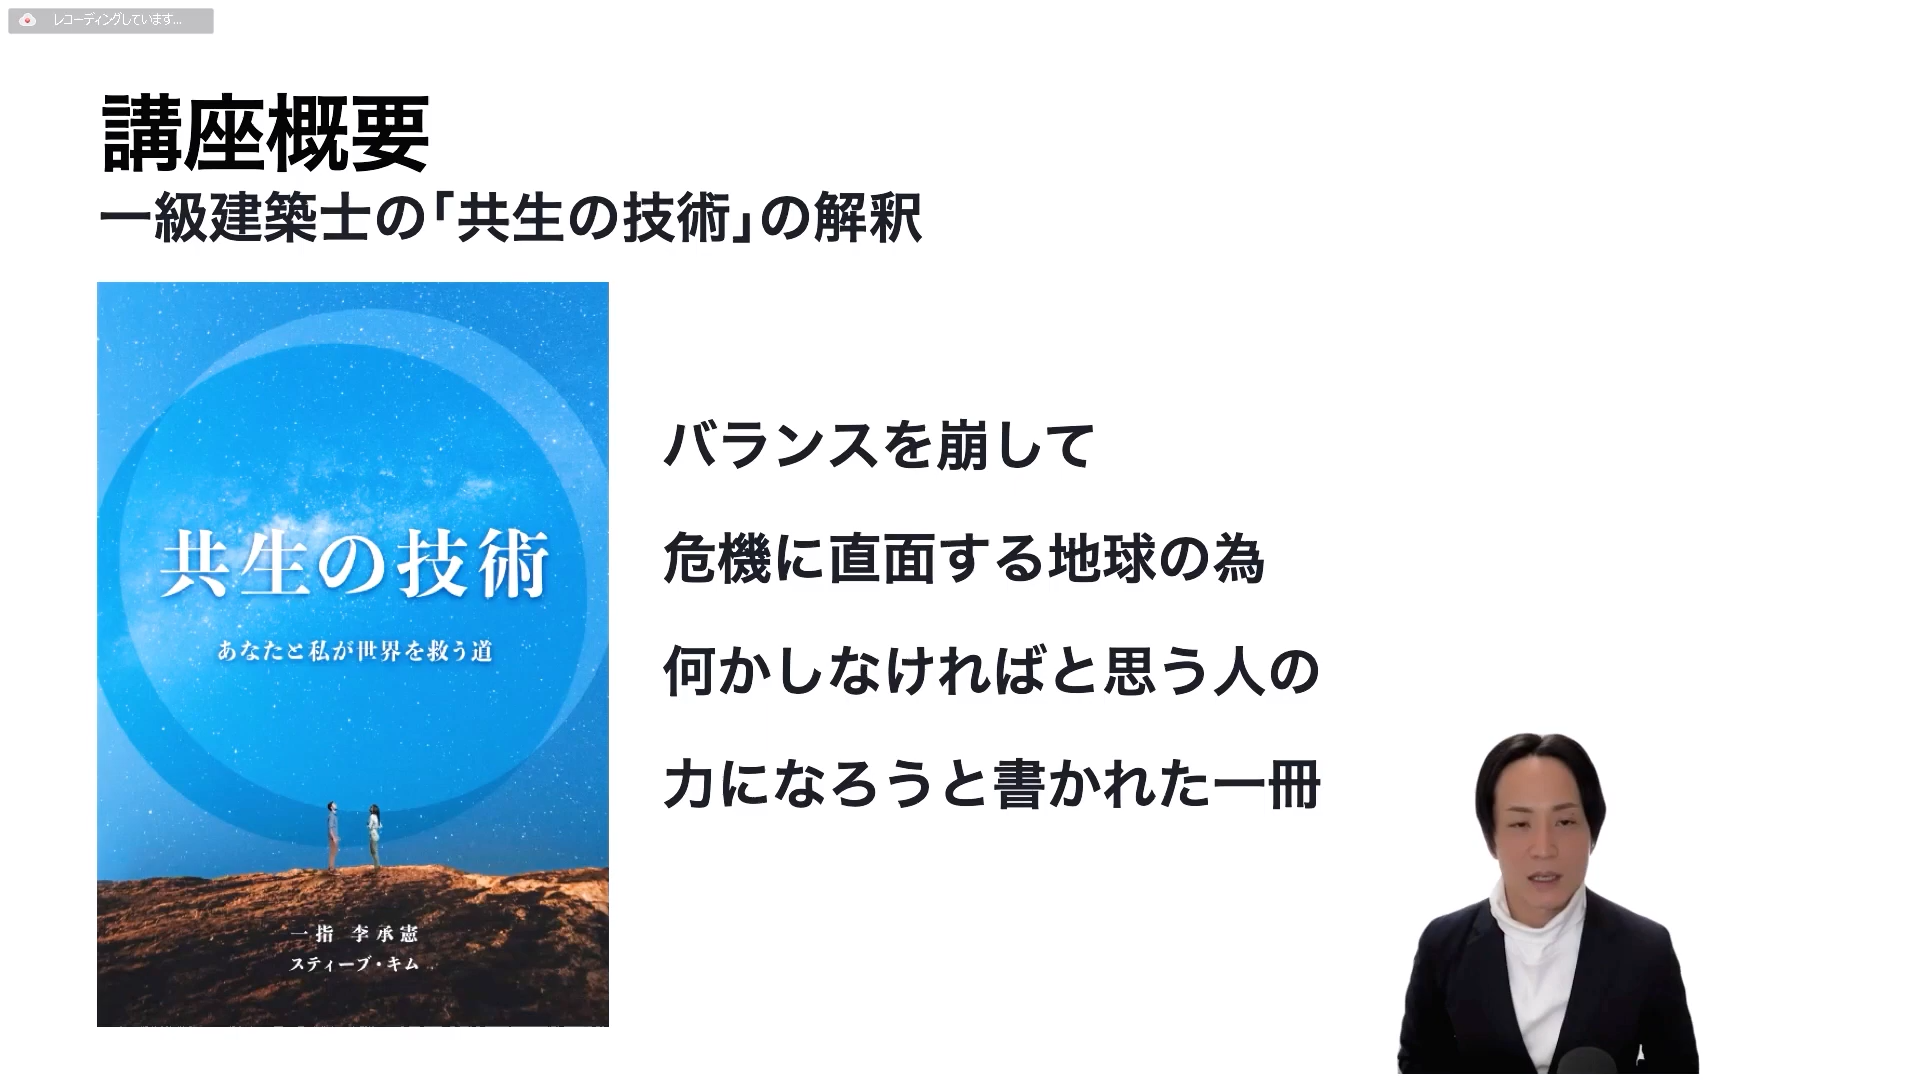 レコーディングしています...
講座概要
一級建築士の｢共生の技術｣の解釈
共生の技術
あなたと私が世界を救う道
一指 李承憲
スティーブ・キム
バランスを崩して
危機に直面する地球の為
何かしなければと思う人の
力になろうと書かれた一冊